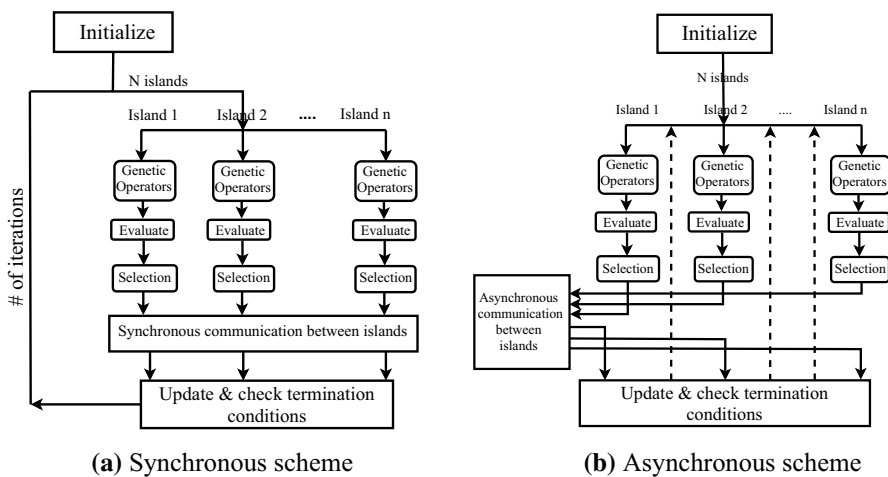 Initialize
N islands
Island 1 Island 2 .... Island n
Genetic Operators
Genetic Operators
Genetic Operators
Evaluate
Evaluate
Evaluate
Selection
Selection
Selection
Synchronous communication between islands
Update & check termination
conditions
# of iterations
(a) Synchronous scheme
Initialize
N islands
Island 1 Island 2 .... Island n
Genetic
Operators
Genetic
Operators
Genetic
Operators
Evaluate
Evaluate
Evaluate
Selection
Selection
Selection
Asynchronous
communication
between
islands
Update & check termination
conditions
(b) Asynchronous scheme